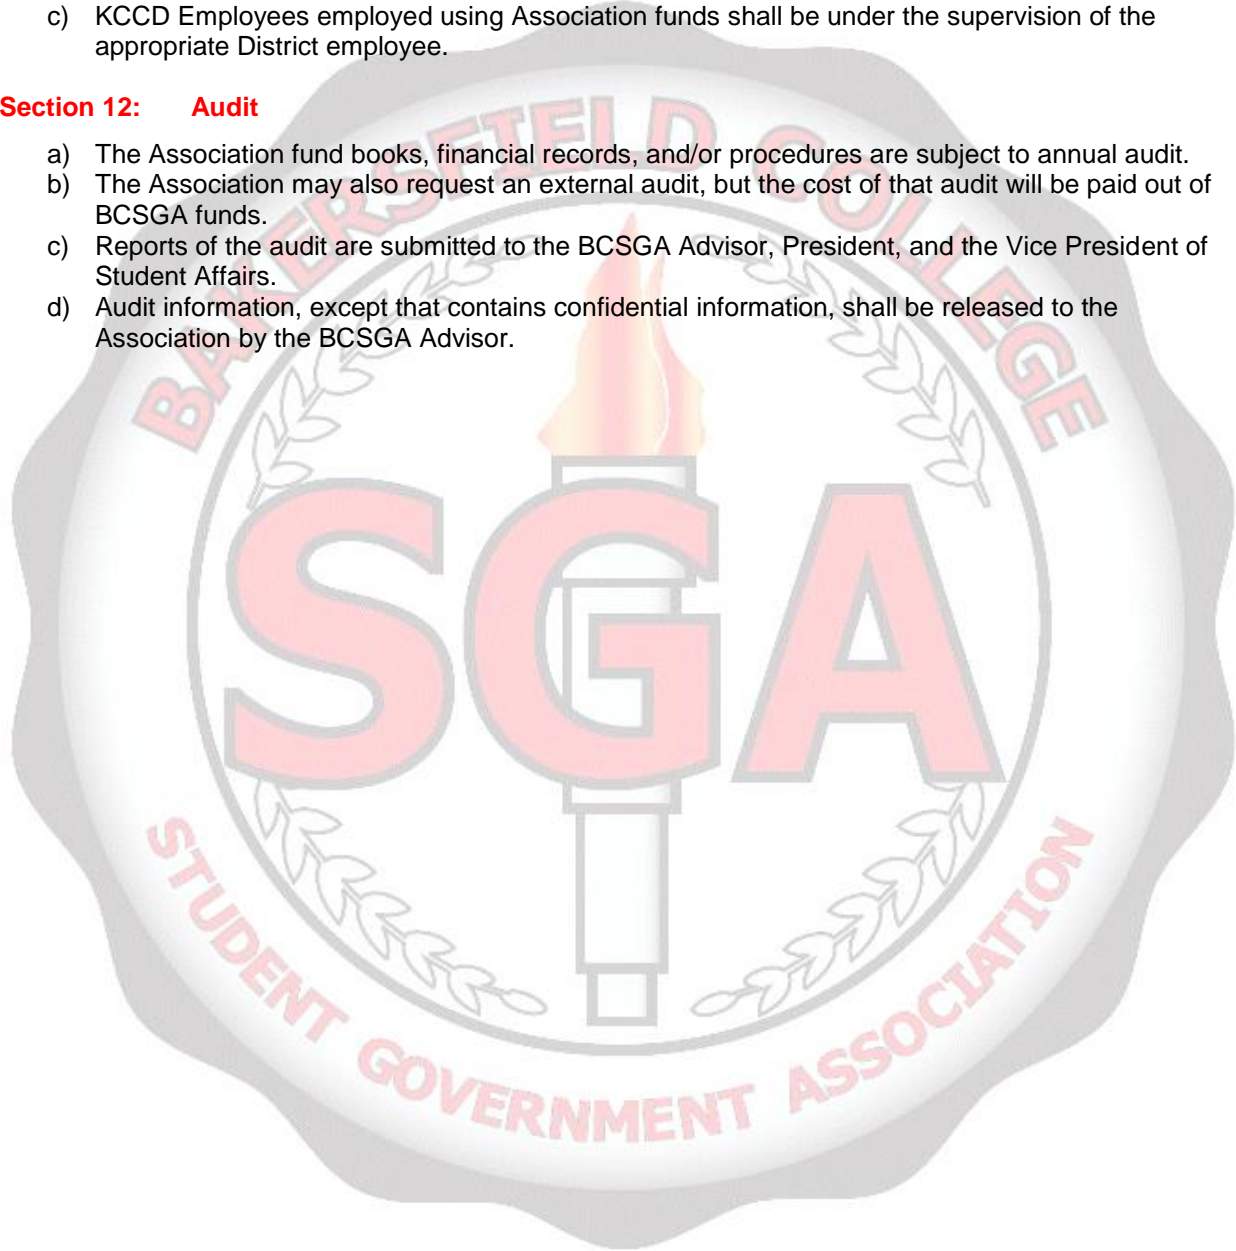 c) KCCD Employees employed using Association funds shall be under the supervision of the
appropriate District employee.
Section 12: Audit
a) The Association fund books, financial records, and/or procedures are subject to annual audit.
b) The Association may also request an external audit, but the cost of that audit will be paid out of
BCSGA funds.
c) Reports of the audit are submitted to the BCSGA Advisor, President, and the Vice President of
Student Affairs.
d) Audit information, except that contains confidential information, shall be released to the
Association by the BCSGA Advisor.
BAKERSFIELD COLLEGE
SGA
STUDENT GOVERNMENT ASSOCIATION